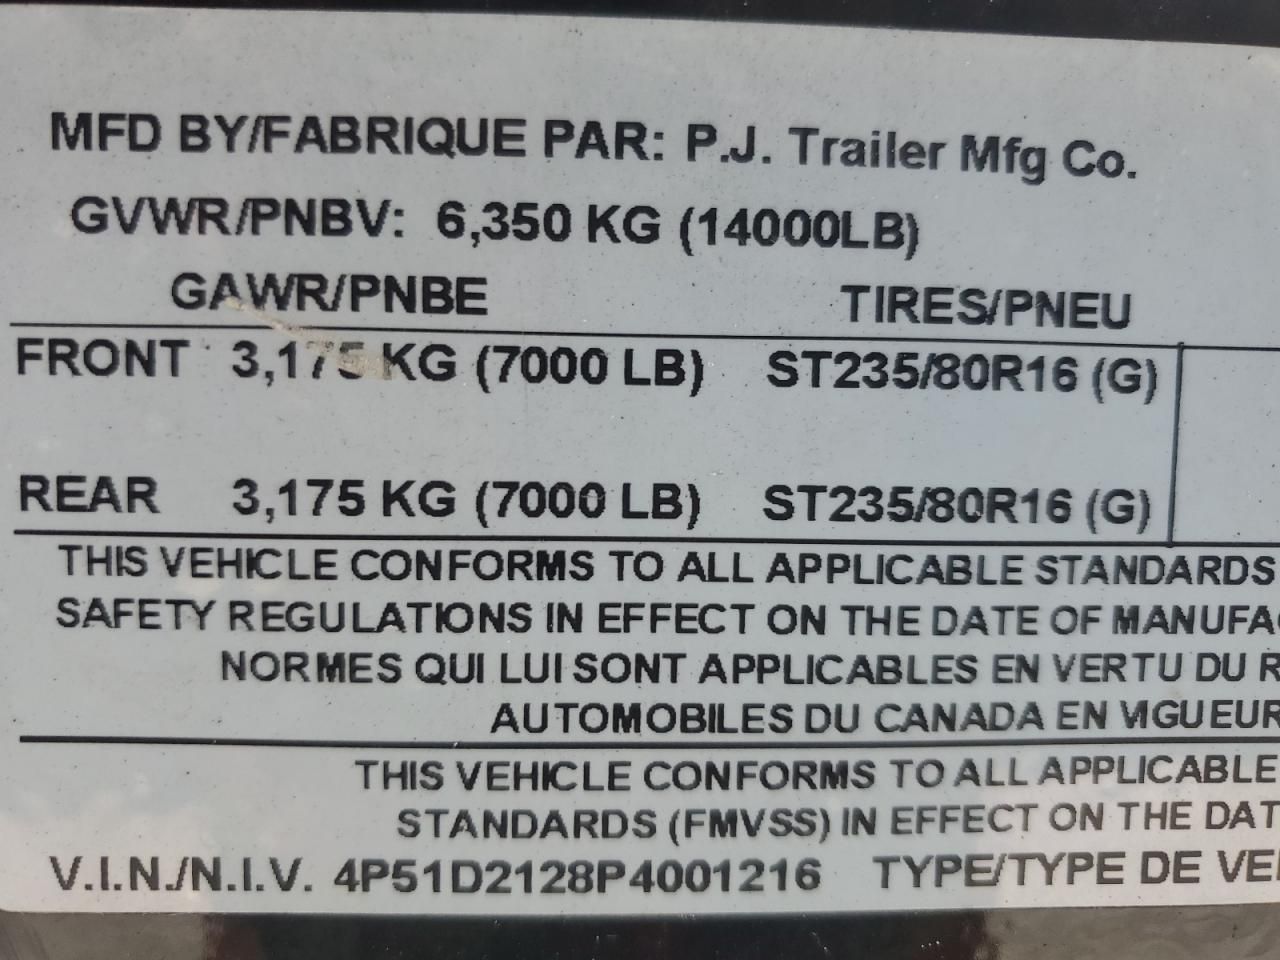 MFD BY/FABRIQUE PAR: P.J. Trailer Mfg Co.
GVWR/PNBV: 6,350 KG (14000LB)
GAWR/PNBE TIRES/PNEU
FRONT 3,175 KG (7000 LB) ST235/80R16 (G)
REAR 3,175 KG (7000 LB) ST235/80R16 (G)
THIS VEHICLE CONFORMS TO ALL APPLICABLE STANDARDS
SAFETY REGULATIONS IN EFFECT ON THE DATE OF MANUFA
NORMES QUI LUI SONT APPLICABLES EN VERTU DU R
AUTOMOBILES DU CANADA EN VIGUEUR
THIS VEHICLE CONFORMS TO ALL APPLICABLE
STANDARDS (FMVSS) IN EFFECT ON THE DAT
V.I.N./N.I.V. 4P51D2128P4001216 TYPE/TYPE DE VE